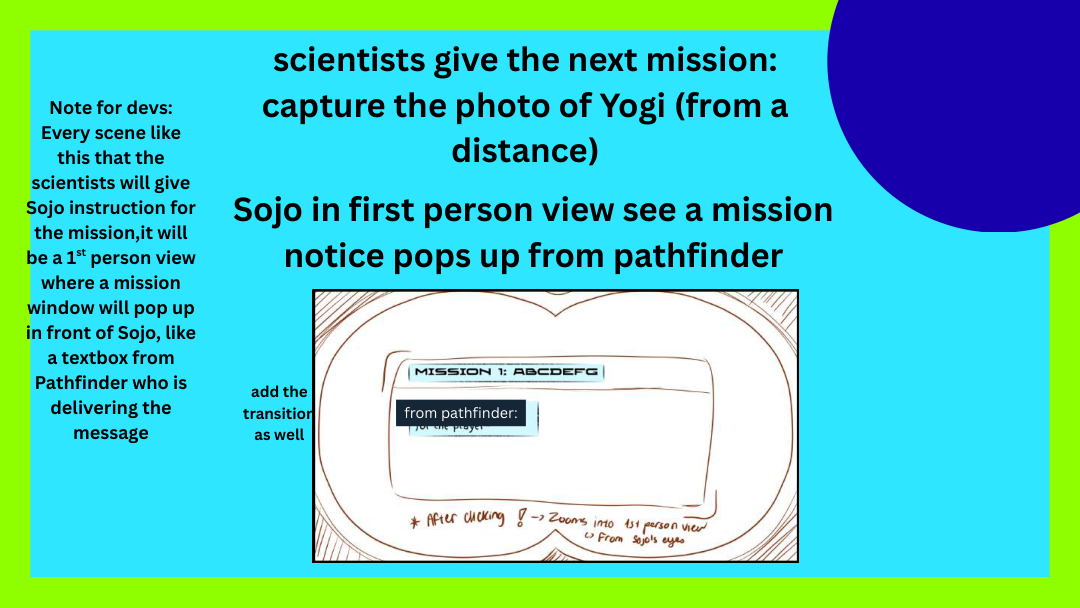 scientists give the next mission:
capture the photo of Yogi (from a
distance)
Sojo in first person view see a mission
notice pops up from pathfinder
Note for devs:
Every scene like
this that the
scientists will give
Sojo instruction for
the mission,it will
be a 1st person view
where a mission
window will pop up
in front of Sojo, like
a textbox from
Pathfinder who is
delivering the
message
add the
transition
as well
MISSION 1: ABCDEFG
from pathfinder:
for the player
* After clicking ! → Zooms into 1st person view
↳ From Sojo's eyes